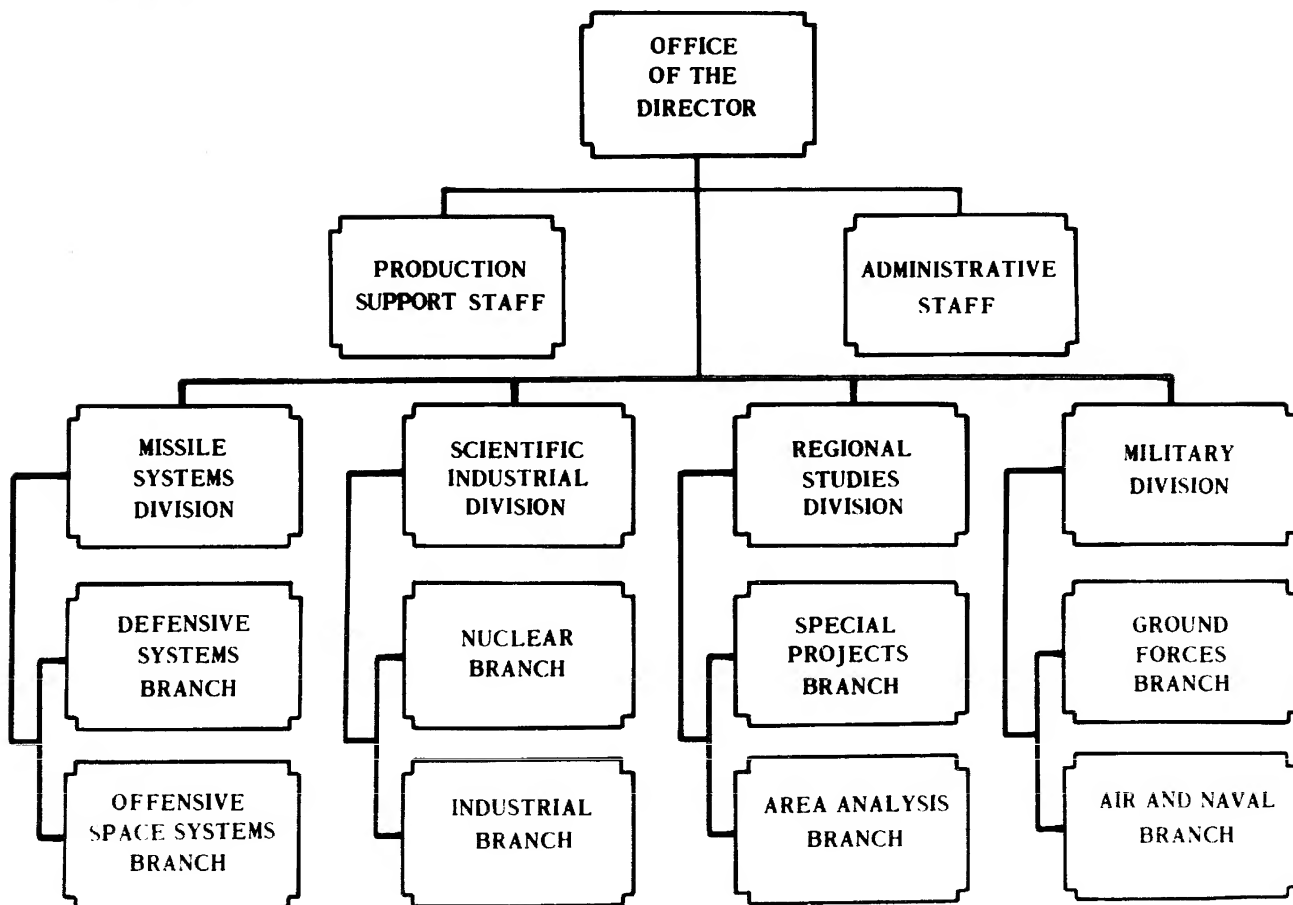 OFFICE
OF THE
DIRECTOR
PRODUCTION
SUPPORT STAFF
ADMINISTRATIVE
STAFF
MISSILE
SYSTEMS
DIVISION
SCIENTIFIC
INDUSTRIAL
DIVISION
REGIONAL
STUDIES
DIVISION
MILITARY
DIVISION
DEFENSIVE
SYSTEMS
BRANCH
NUCLEAR
BRANCH
SPECIAL
PROJECTS
BRANCH
GROUND
FORCES
BRANCH
OFFENSIVE
SPACE SYSTEMS
BRANCH
INDUSTRIAL
BRANCH
AREA ANALYSIS
BRANCH
AIR AND NAVAL
BRANCH